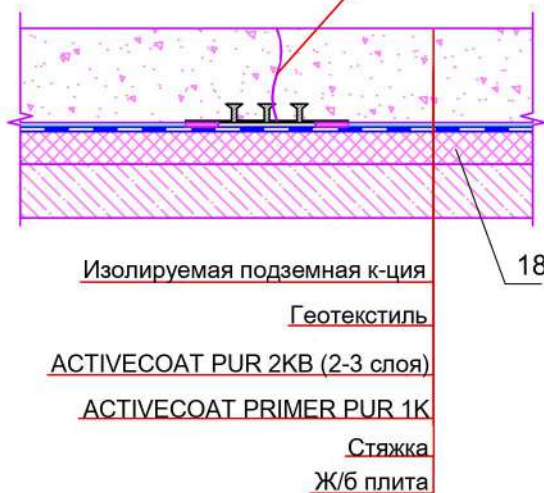 18
Изолируемая подземная к-ция
Геотекстиль
ACTIVECOAT PUR 2KB (2-3 слоя)
ACTIVECOAT PRIMER PUR 1K
Стяжка
Ж/б плита